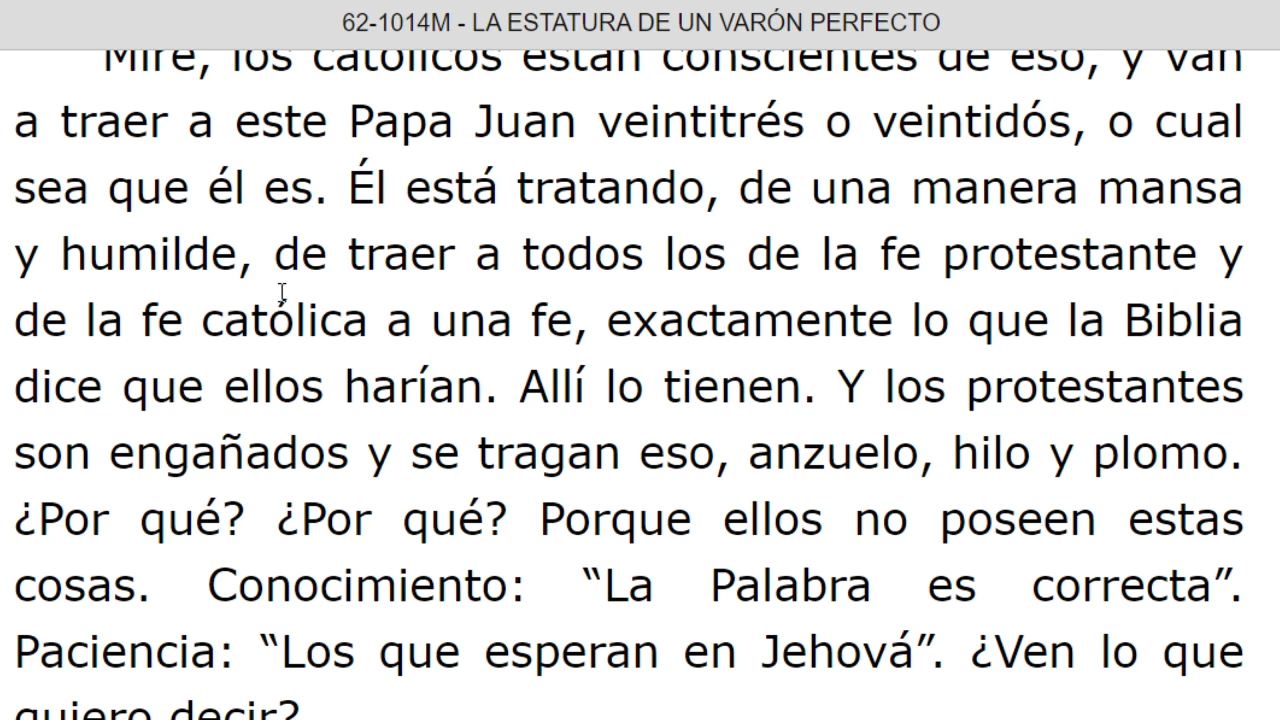 62-1014M - LA ESTATURA DE UN VARÓN PERFECTO
Mire, los católicos están conscientes de eso, y van
a traer a este Papa Juan veintitrés o veintidós, o cual
sea que él es. Él está tratando, de una manera mansa
y humilde, de traer a todos los de la fe protestante y
de la fe católica a una fe, exactamente lo que la Biblia
dice que ellos harían. Allí lo tienen. Y los protestantes
son engañados y se tragan eso, anzuelo, hilo y plomo.
¿Por qué? ¿Por qué? Porque ellos no poseen estas
cosas. Conocimiento: “La Palabra es correcta”.
Paciencia: “Los que esperan en Jehová”. ¿Ven lo que
quiero decir?